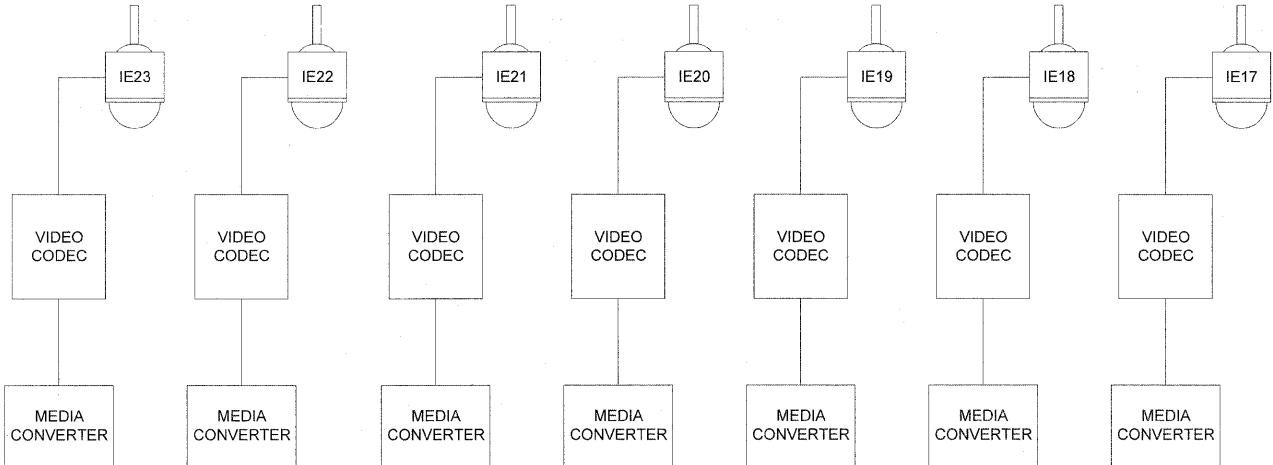 IE23 IE22 IE21 IE20 IE19 IE18 IE17
VIDEO VIDEO VIDEO VIDEO VIDEO VIDEO VIDEO
CODEC CODEC CODEC CODEC CODEC CODEC CODEC
MEDIA MEDIA MEDIA MEDIA MEDIA MEDIA MEDIA
CONVERTER CONVERTER CONVERTER CONVERTER CONVERTER CONVERTER CONVERTER